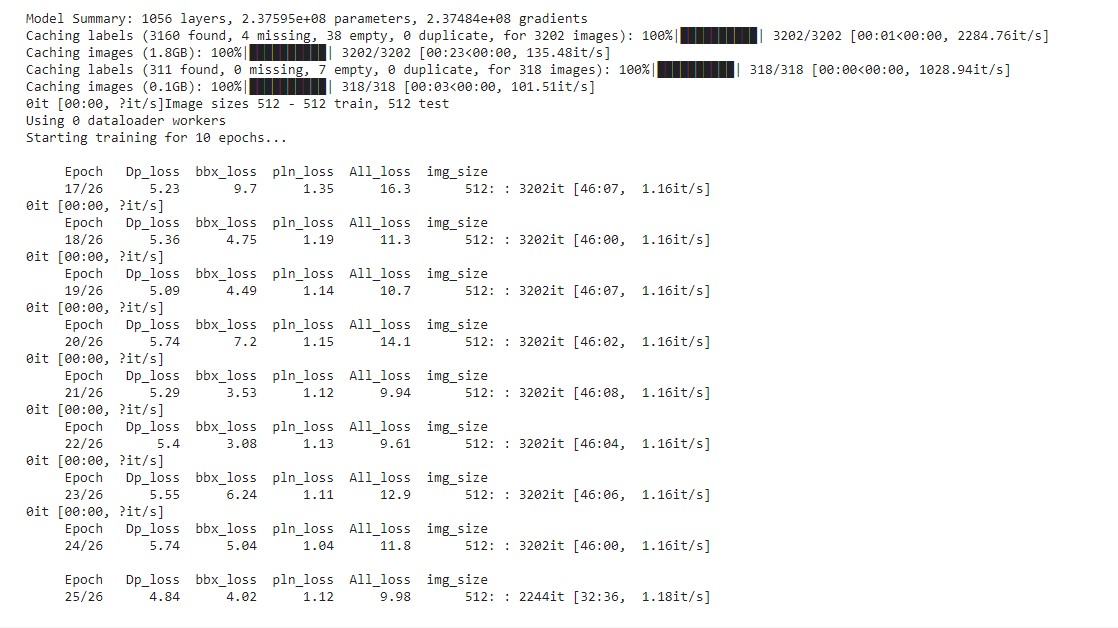 Model Summary: 1056 layers, 2.37595e+08 parameters, 2.37484e+08 gradients
Caching labels (3160 found, 4 missing, 38 empty, 0 duplicate, for 3202 images): 100%|██████████| 3202/3202 [00:01<00:00, 2284.76it/s]
Caching images (1.8GB): 100%|██████████| 3202/3202 [00:23<00:00, 135.48it/s]
Caching labels (311 found, 0 missing, 7 empty, 0 duplicate, for 318 images): 100%|██████████| 318/318 [00:00<00:00, 1028.94it/s]
Caching images (0.1GB): 100%|██████████| 318/318 [00:03<00:00, 101.51it/s]
0it [00:00, ?it/s]Image sizes 512 - 512 train, 512 test
Using 0 dataloader workers
Starting training for 10 epochs...
Epoch Dp_loss bbx_loss pln_loss All_loss img_size
17/26 5.23 9.7 1.35 16.3 512: : 3202it [46:07, 1.16it/s]
0it [00:00, ?it/s]
Epoch Dp_loss bbx_loss pln_loss All_loss img_size
18/26 5.36 4.75 1.19 11.3 512: : 3202it [46:00, 1.16it/s]
0it [00:00, ?it/s]
Epoch Dp_loss bbx_loss pln_loss All_loss img_size
19/26 5.09 4.49 1.14 10.7 512: : 3202it [46:07, 1.16it/s]
0it [00:00, ?it/s]
Epoch Dp_loss bbx_loss pln_loss All_loss img_size
20/26 5.74 7.2 1.15 14.1 512: : 3202it [46:02, 1.16it/s]
0it [00:00, ?it/s]
Epoch Dp_loss bbx_loss pln_loss All_loss img_size
21/26 5.29 3.53 1.12 9.94 512: : 3202it [46:08, 1.16it/s]
0it [00:00, ?it/s]
Epoch Dp_loss bbx_loss pln_loss All_loss img_size
22/26 5.4 3.08 1.13 9.61 512: : 3202it [46:04, 1.16it/s]
0it [00:00, ?it/s]
Epoch Dp_loss bbx_loss pln_loss All_loss img_size
23/26 5.55 6.24 1.11 12.9 512: : 3202it [46:06, 1.16it/s]
0it [00:00, ?it/s]
Epoch Dp_loss bbx_loss pln_loss All_loss img_size
24/26 5.74 5.04 1.04 11.8 512: : 3202it [46:00, 1.16it/s]
Epoch Dp_loss bbx_loss pln_loss All_loss img_size
25/26 4.84 4.02 1.12 9.98 512: : 2244it [32:36, 1.18it/s]